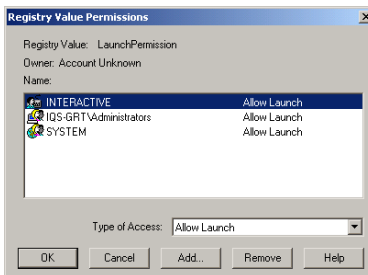 Registry Value Permissions
Registry Value: LaunchPermission
Owner: Account Unknown
Name:
INTERACTIVE Allow Launch
IQS-GRT\Administrators Allow Launch
SYSTEM Allow Launch
Type of Access: Allow Launch
OK Cancel Add... Remove Help